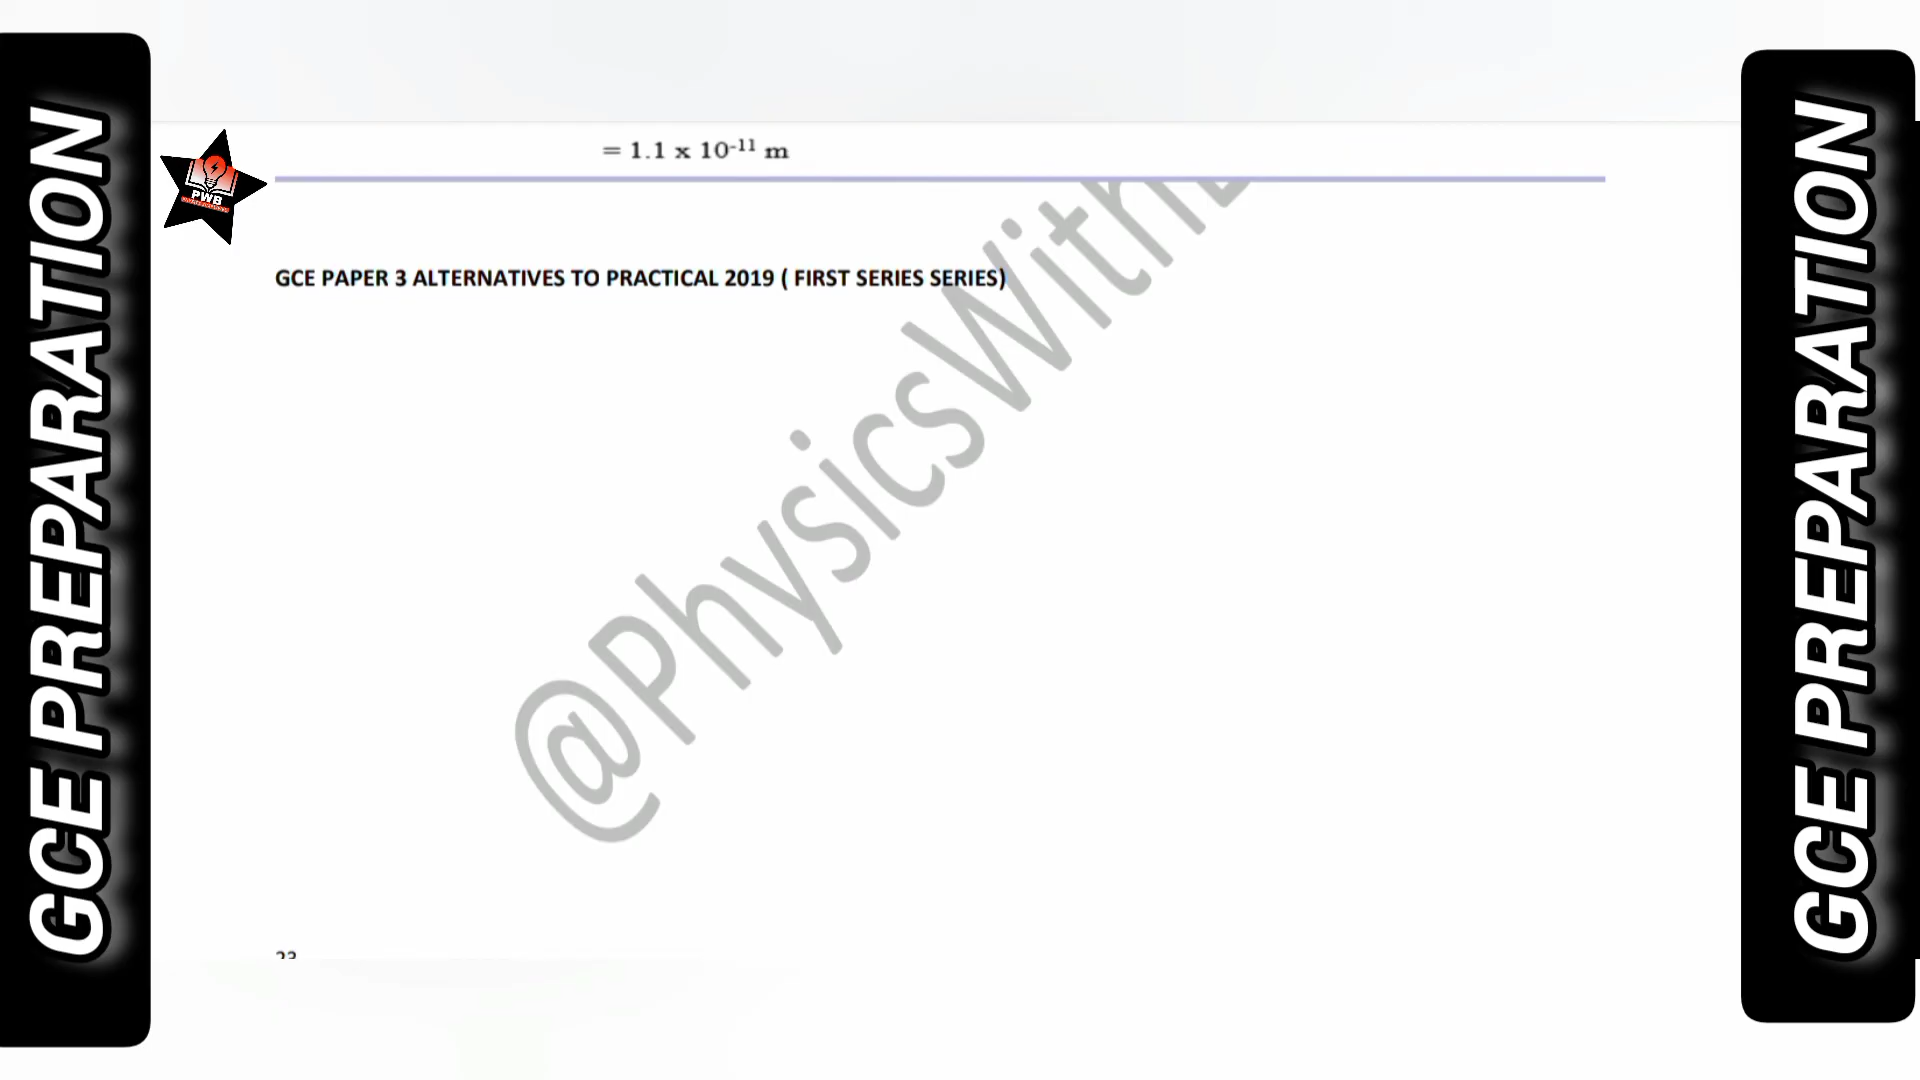 GCE PREPARATION
= 1.1 x 10⁻¹¹ m
PWB
GCE PAPER 3 ALTERNATIVES TO PRACTICAL 2019 ( FIRST SERIES SERIES)
@PhysicsWith
23
GCE PREPARATION